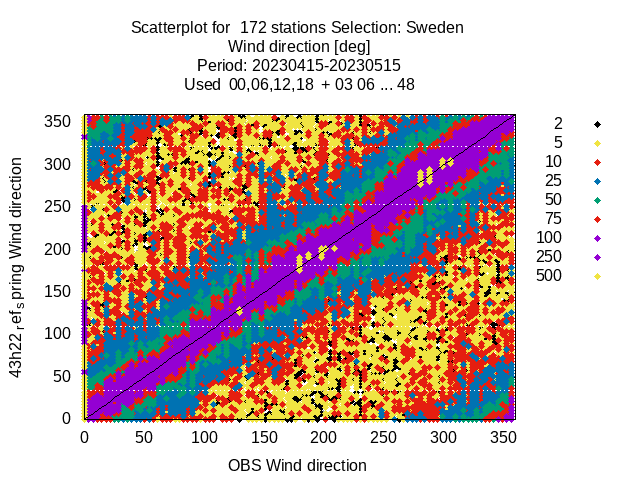 Scatterplot for 172 stations Selection: Sweden
Wind direction [deg]
Period: 20230415-20230515
Used 00,06,12,18 + 03 06 ... 48
43h22refspring Wind direction
350
300
250
200
150
100
50
0
0 50 100 150 200 250 300 350
OBS Wind direction
2
5
10
25
50
75
100
250
500